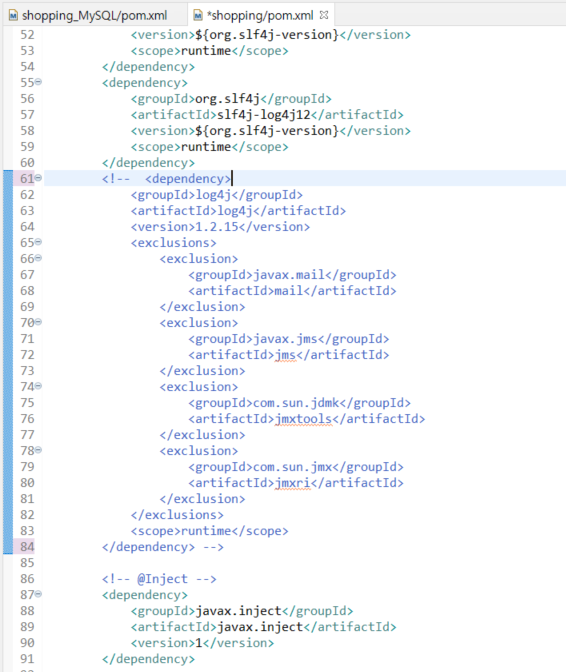 shopping_MySQL/pom.xml *shopping/pom.xml
52 <version>${org.slf4j-version}</version>
53 <scope>runtime</scope>
54 </dependency>
55 <dependency>
56 <groupId>org.slf4j</groupId>
57 <artifactId>slf4j-log4j12</artifactId>
58 <version>${org.slf4j-version}</version>
59 <scope>runtime</scope>
60 </dependency>
61 <!-- <dependency>
62 <groupId>log4j</groupId>
63 <artifactId>log4j</artifactId>
64 <version>1.2.15</version>
65 <exclusions>
66 <exclusion>
67 <groupId>javax.mail</groupId>
68 <artifactId>mail</artifactId>
69 </exclusion>
70 <exclusion>
71 <groupId>javax.jms</groupId>
72 <artifactId>jms</artifactId>
73 </exclusion>
74 <exclusion>
75 <groupId>com.sun.jdmk</groupId>
76 <artifactId>jmxtools</artifactId>
77 </exclusion>
78 <exclusion>
79 <groupId>com.sun.jmx</groupId>
80 <artifactId>jmxri</artifactId>
81 </exclusion>
82 </exclusions>
83 <scope>runtime</scope>
84 </dependency> -->
85
86 <!-- @Inject -->
87 <dependency>
88 <groupId>javax.inject</groupId>
89 <artifactId>javax.inject</artifactId>
90 <version>1</version>
91 </dependency>